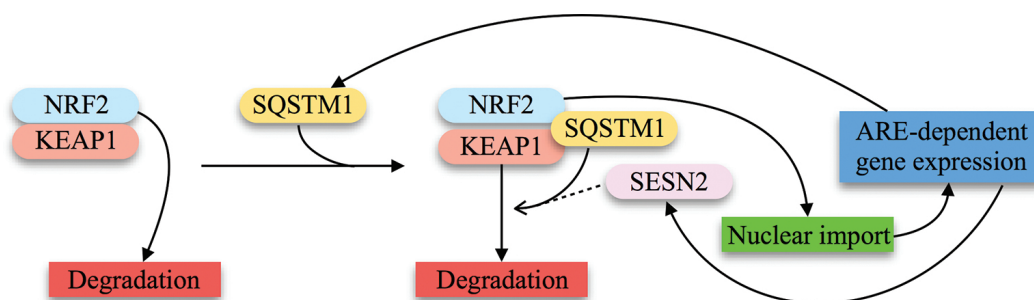 NRF2
KEAP1
Degradation
SQSTM1
NRF2
KEAP1
SQSTM1
SESN2
Degradation
Nuclear import
ARE-dependent
gene expression